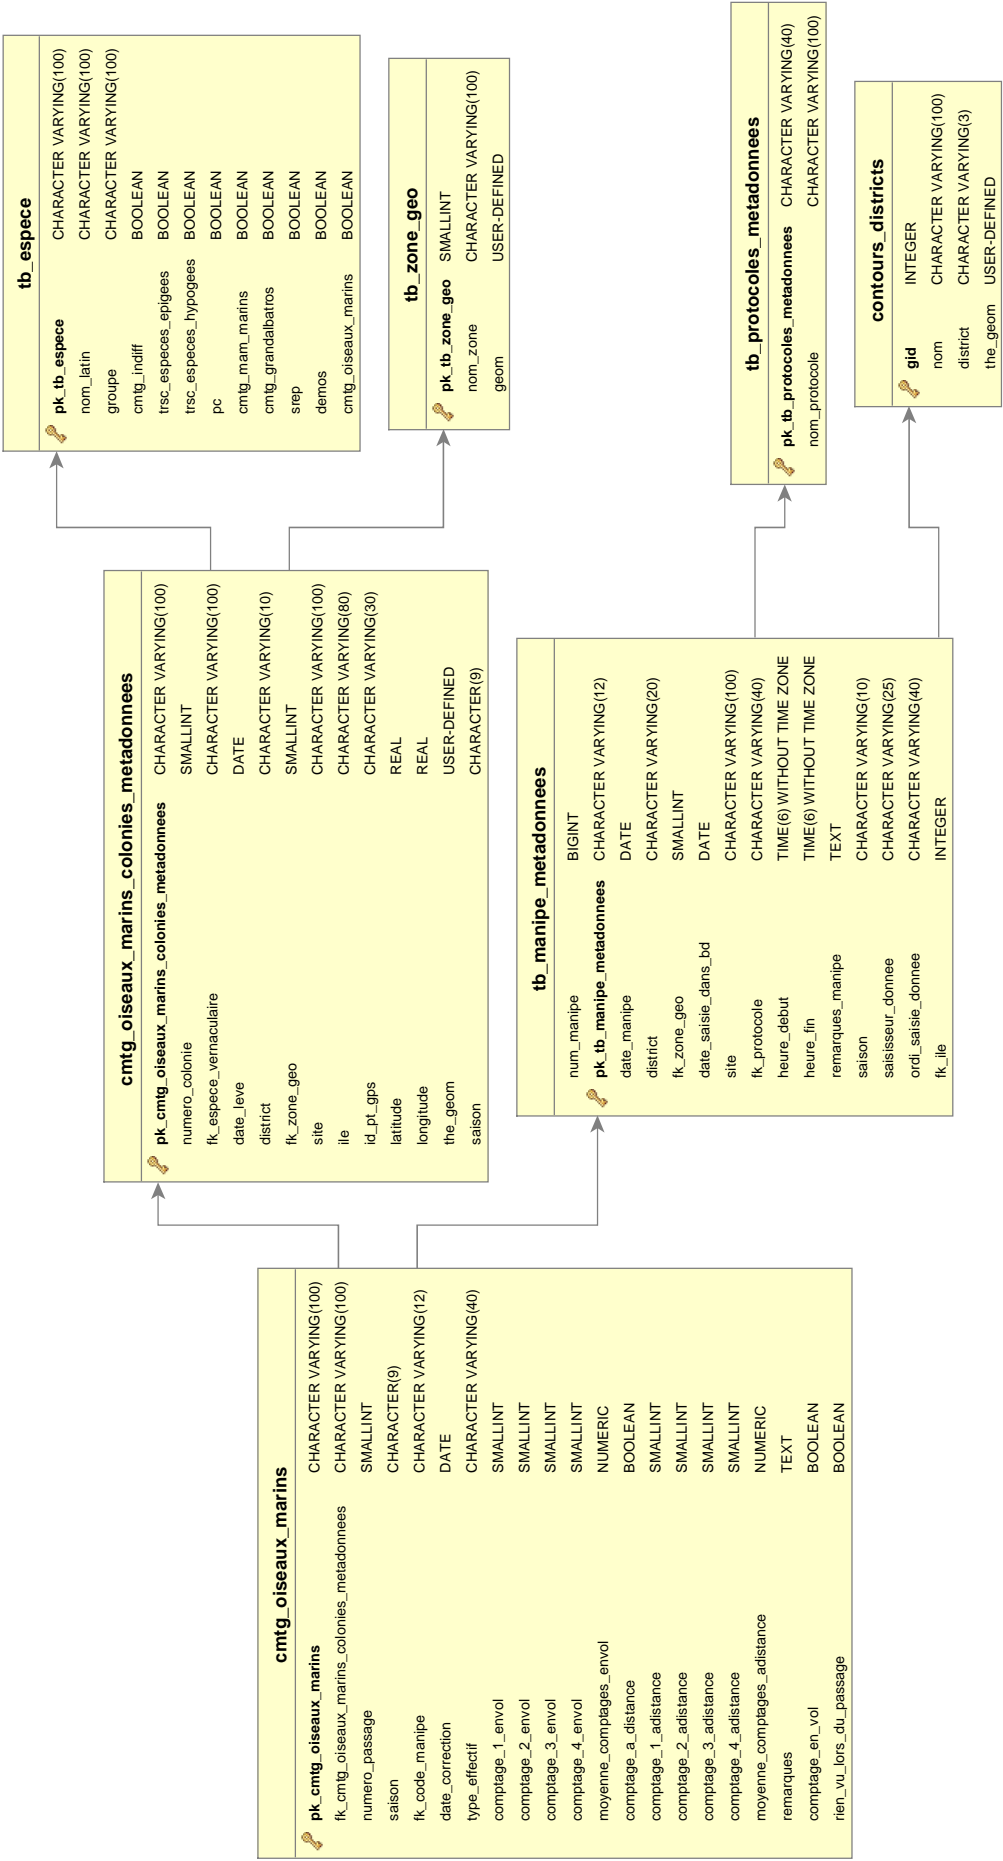 cmtg_oiseaux_marins
pk_cmtg_oiseaux_marins CHARACTER VARYING(100)
fk_cmtg_oiseaux_marins_colonies_metadonnees CHARACTER VARYING(100)
numero_passage SMALLINT
saison CHARACTER(9)
fk_code_manipe CHARACTER VARYING(12)
date_correction DATE
type_effectif CHARACTER VARYING(40)
comptage_1_envol SMALLINT
comptage_2_envol SMALLINT
comptage_3_envol SMALLINT
comptage_4_envol SMALLINT
moyenne_comptages_envol NUMERIC
comptage_a_distance BOOLEAN
comptage_1_adistance SMALLINT
comptage_2_adistance SMALLINT
comptage_3_adistance SMALLINT
comptage_4_adistance SMALLINT
moyenne_comptages_adistance NUMERIC
remarques TEXT
comptage_en_vol BOOLEAN
rien_vu_lors_du_passage BOOLEAN
cmtg_oiseaux_marins_colonies_metadonnees
pk_cmtg_oiseaux_marins_colonies_metadonnees CHARACTER VARYING(100)
numero_colonie SMALLINT
fk_espece_vernaculaire CHARACTER VARYING(100)
date_leve DATE
district CHARACTER VARYING(10)
fk_zone_geo SMALLINT
site CHARACTER VARYING(100)
ile CHARACTER VARYING(80)
id_pt_gps CHARACTER VARYING(30)
latitude REAL
longitude REAL
the_geom USER-DEFINED
saison CHARACTER(9)
tb_manipe_metadonnees
num_manipe BIGINT
pk_tb_manipe_metadonnees CHARACTER VARYING(12)
date_manipe DATE
district CHARACTER VARYING(20)
fk_zone_geo SMALLINT
date_saisie_dans_bd DATE
site CHARACTER VARYING(100)
fk_protocole CHARACTER VARYING(40)
heure_debut TIME(6) WITHOUT TIME ZONE
heure_fin TIME(6) WITHOUT TIME ZONE
remarques_manipe TEXT
saison CHARACTER VARYING(10)
saisisseur_donnee CHARACTER VARYING(25)
ordi_saisie_donnee CHARACTER VARYING(40)
fk_ile INTEGER
tb_espece
pk_tb_espece CHARACTER VARYING(100)
nom_latin CHARACTER VARYING(100)
groupe CHARACTER VARYING(100)
cmtg_indiff BOOLEAN
trsc_especes_epigees BOOLEAN
trsc_especes_hypogees BOOLEAN
pc BOOLEAN
cmtg_mam_marins BOOLEAN
cmtg_grandalbatros BOOLEAN
srep BOOLEAN
demos BOOLEAN
cmtg_oiseaux_marins BOOLEAN
tb_zone_geo
pk_tb_zone_geo SMALLINT
nom_zone CHARACTER VARYING(100)
geom USER-DEFINED
tb_protocoles_metadonnees
pk_tb_protocoles_metadonnees CHARACTER VARYING(40)
nom_protocole CHARACTER VARYING(100)
contours_districts
gid INTEGER
nom CHARACTER VARYING(100)
district CHARACTER VARYING(3)
the_geom USER-DEFINED